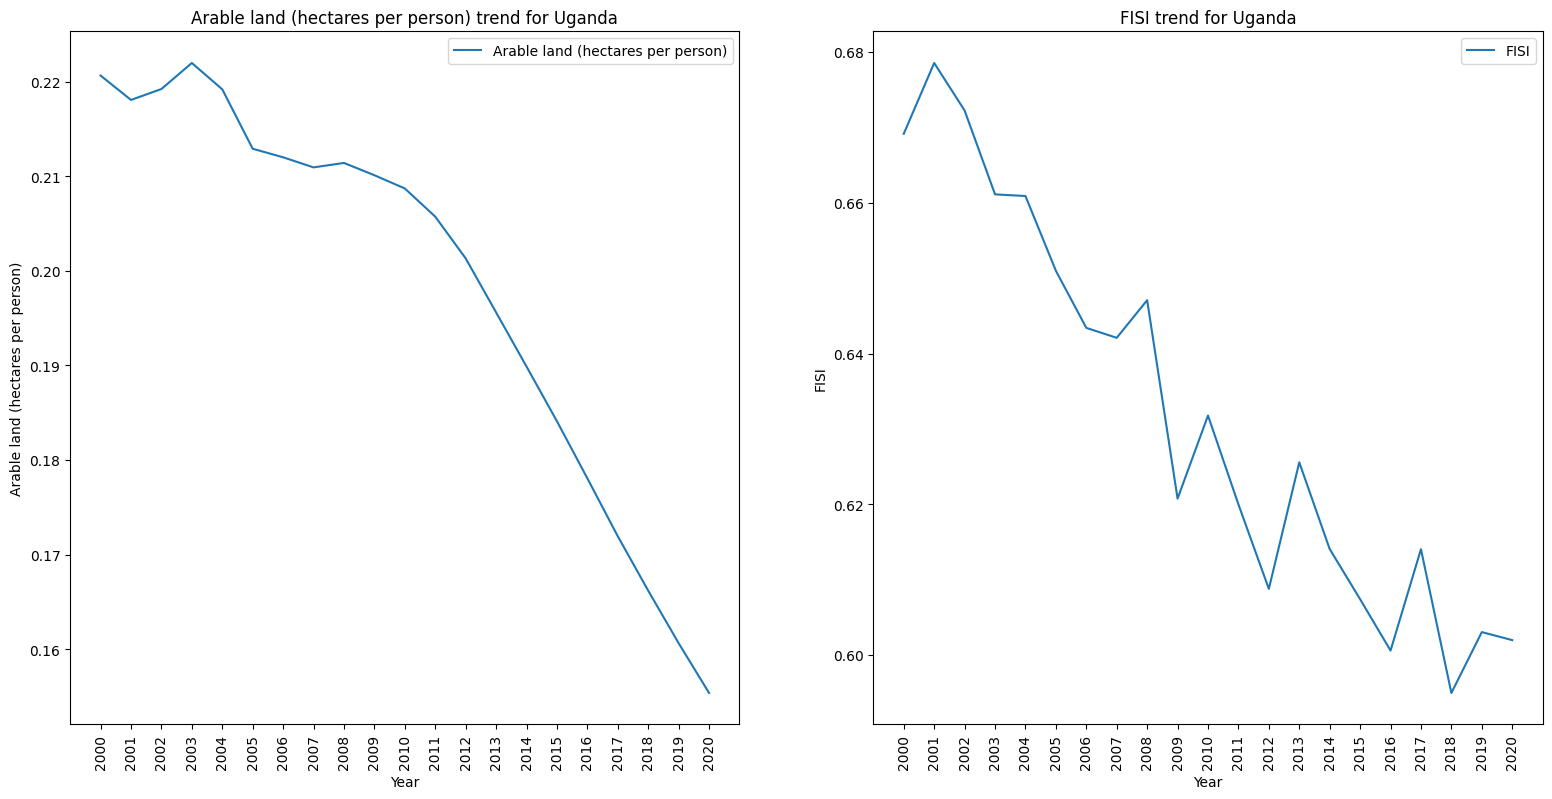 Arable land (hectares per person) trend for Uganda
Arable land (hectares per person)
Arable land (hectares per person)
0.22
0.21
0.20
0.19
0.18
0.17
0.16
2000 2001 2002 2003 2004 2005 2006 2007 2008 2009 2010 2011 2012 2013 2014 2015 2016 2017 2018 2019 2020
Year
FISI trend for Uganda
FISI
FISI
0.68
0.66
0.64
0.62
0.60
2000 2001 2002 2003 2004 2005 2006 2007 2008 2009 2010 2011 2012 2013 2014 2015 2016 2017 2018 2019 2020
Year